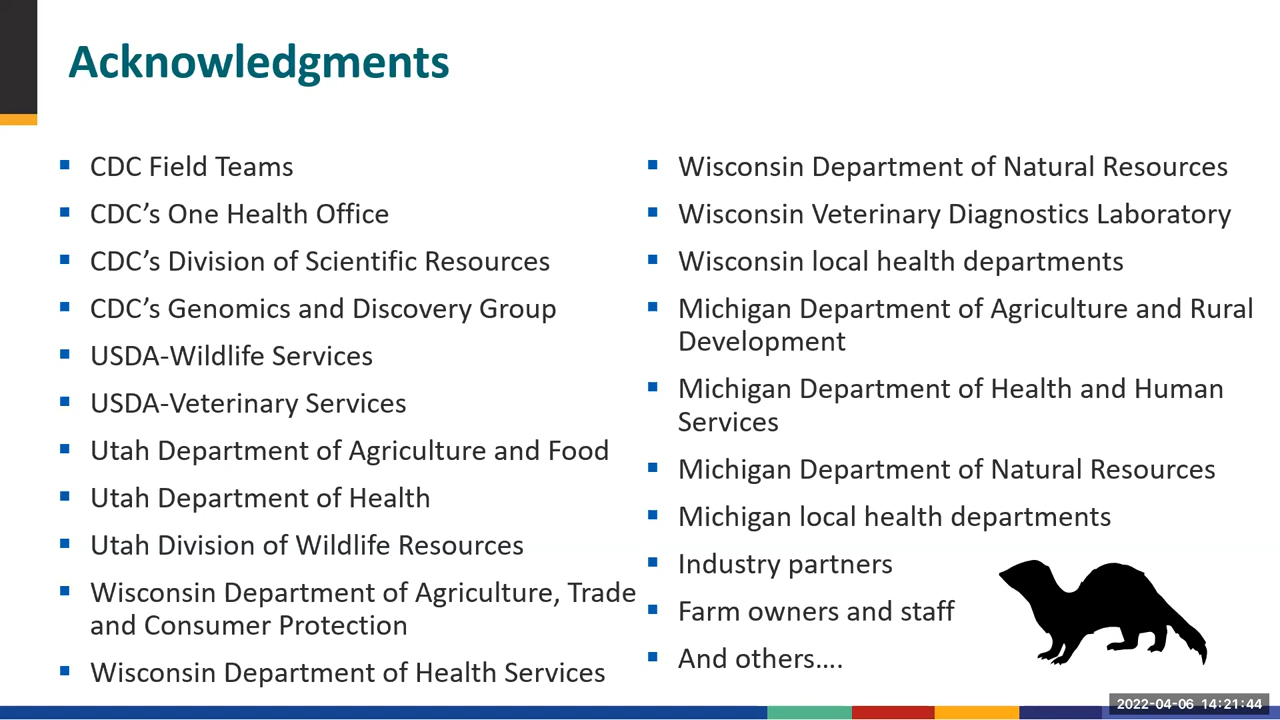 Acknowledgments
CDC Field Teams
CDC’s One Health Office
CDC’s Division of Scientific Resources
CDC’s Genomics and Discovery Group
USDA-Wildlife Services
USDA-Veterinary Services
Utah Department of Agriculture and Food
Utah Department of Health
Utah Division of Wildlife Resources
Wisconsin Department of Agriculture, Trade
and Consumer Protection
Wisconsin Department of Health Services
Wisconsin Department of Natural Resources
Wisconsin Veterinary Diagnostics Laboratory
Wisconsin local health departments
Michigan Department of Agriculture and Rural
Development
Michigan Department of Health and Human
Services
Michigan Department of Natural Resources
Michigan local health departments
Industry partners
Farm owners and staff
And others….
2022-04-06 14:21:44